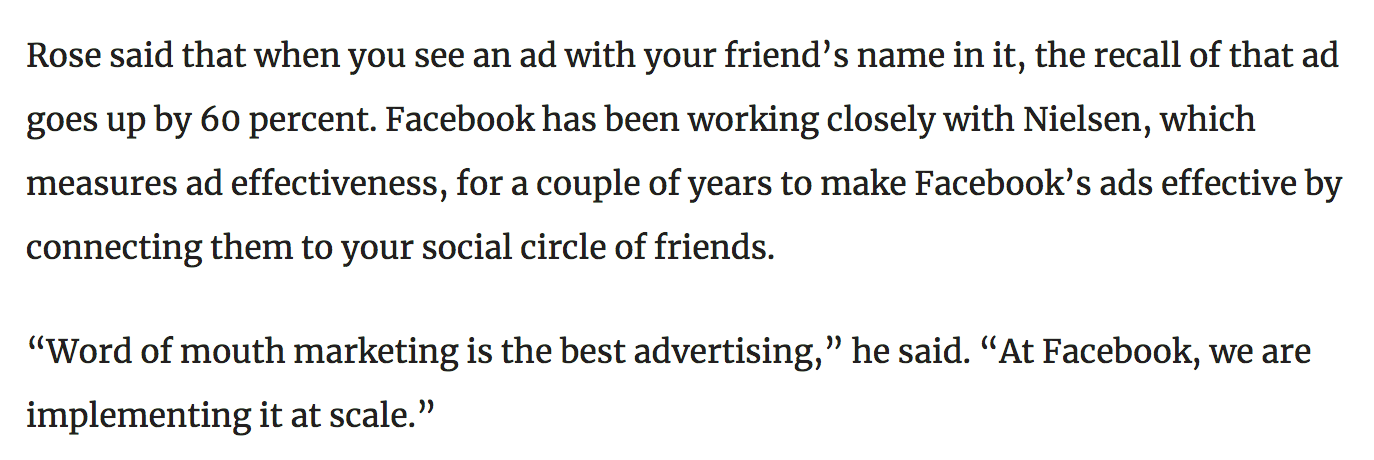 Rose said that when you see an ad with your friend’s name in it, the recall of that ad
goes up by 60 percent. Facebook has been working closely with Nielsen, which
measures ad effectiveness, for a couple of years to make Facebook’s ads effective by
connecting them to your social circle of friends.
“Word of mouth marketing is the best advertising,” he said. “At Facebook, we are
implementing it at scale.”